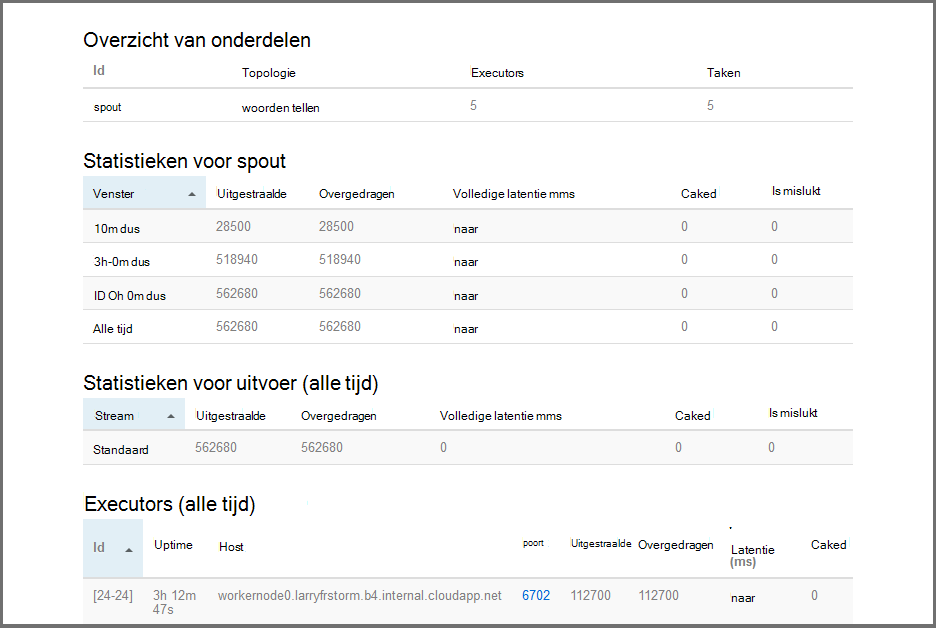 Overzicht van onderdelen
Id Topologie Executors Taken
spout woorden tellen 5 5
Statistieken voor spout
Venster Uitgestraalde Overgedragen Volledige latentie mms Caked Is mislukt
10m dus 28500 28500 naar 0 0
3h-0m dus 518940 518940 naar 0 0
ID Oh 0m dus 562680 562680 naar 0 0
Alle tijd 562680 562680 naar 0 0
Statistieken voor uitvoer (alle tijd)
Stream Uitgestraalde Overgedragen Volledige latentie mms Caked Is mislukt
Standaard 562680 562680 0 0 0
Executors (alle tijd)
Id Uptime Host poort Uitgestraalde Overgedragen Latentie (ms) Caked
[24-24] 3h 12m 47s workernode0.larryfrstorm.b4.internal.cloudapp.net 6702 112700 112700 naar 0